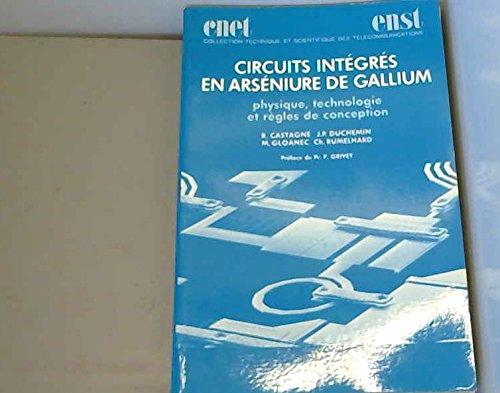 cnet enst
COLLECTION TECHNIQUE ET SCIENTIFIQUE DES TÉLÉCOMMUNICATIONS
CIRCUITS INTÉGRÉS
EN ARSÉNIURE DE GALLIUM
physique, technologie
et règles de conception
R. CASTAGNE J.P. DUCHEMIN
M. GLOANEC Ch. RUMELHARD
Préface du Pr. P. GRIVET